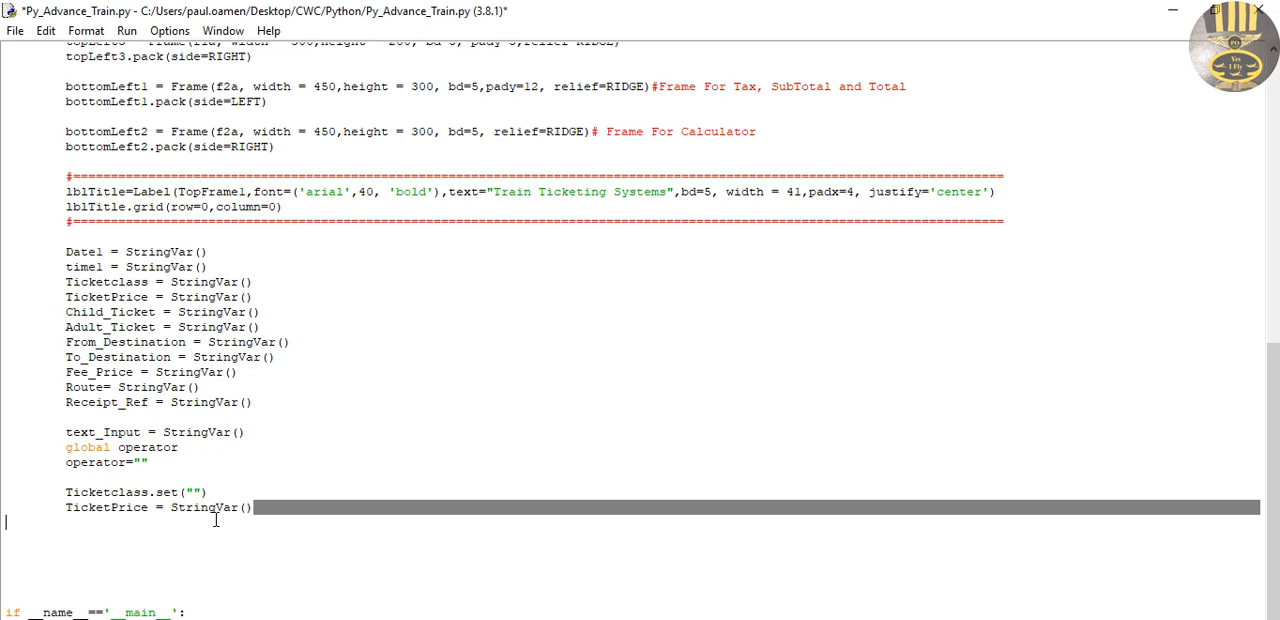 *Py_Advance_Train.py - C:/Users/paul.oamen/Desktop/CWC/Python/Py_Advance_Train.py (3.8.1)*
File Edit Format Run Options Window Help
topLeft3.pack(side=RIGHT)
bottomLeft1 = Frame(f2a, width = 450,height = 300, bd=5,pady=12, relief=RIDGE)#Frame For Tax, SubTotal and Total
bottomLeft1.pack(side=LEFT)
bottomLeft2 = Frame(f2a, width = 450,height = 300, bd=5, relief=RIDGE)# Frame For Calculator
bottomLeft2.pack(side=RIGHT)
#============================================================================================================================
lblTitle=Label(TopFrame1,font=('arial',40, 'bold'),text="Train Ticketing Systems",bd=5, width = 41,padx=4, justify='center')
lblTitle.grid(row=0,column=0)
#============================================================================================================================
Date1 = StringVar()
time1 = StringVar()
Ticketclass = StringVar()
TicketPrice = StringVar()
Child_Ticket = StringVar()
Adult_Ticket = StringVar()
From_Destination = StringVar()
To_Destination = StringVar()
Fee_Price = StringVar()
Route= StringVar()
Receipt_Ref = StringVar()
text_Input = StringVar()
global operator
operator=""
Ticketclass.set("")
TicketPrice = StringVar()
if __name__=='__main__':
Yes
I Fly